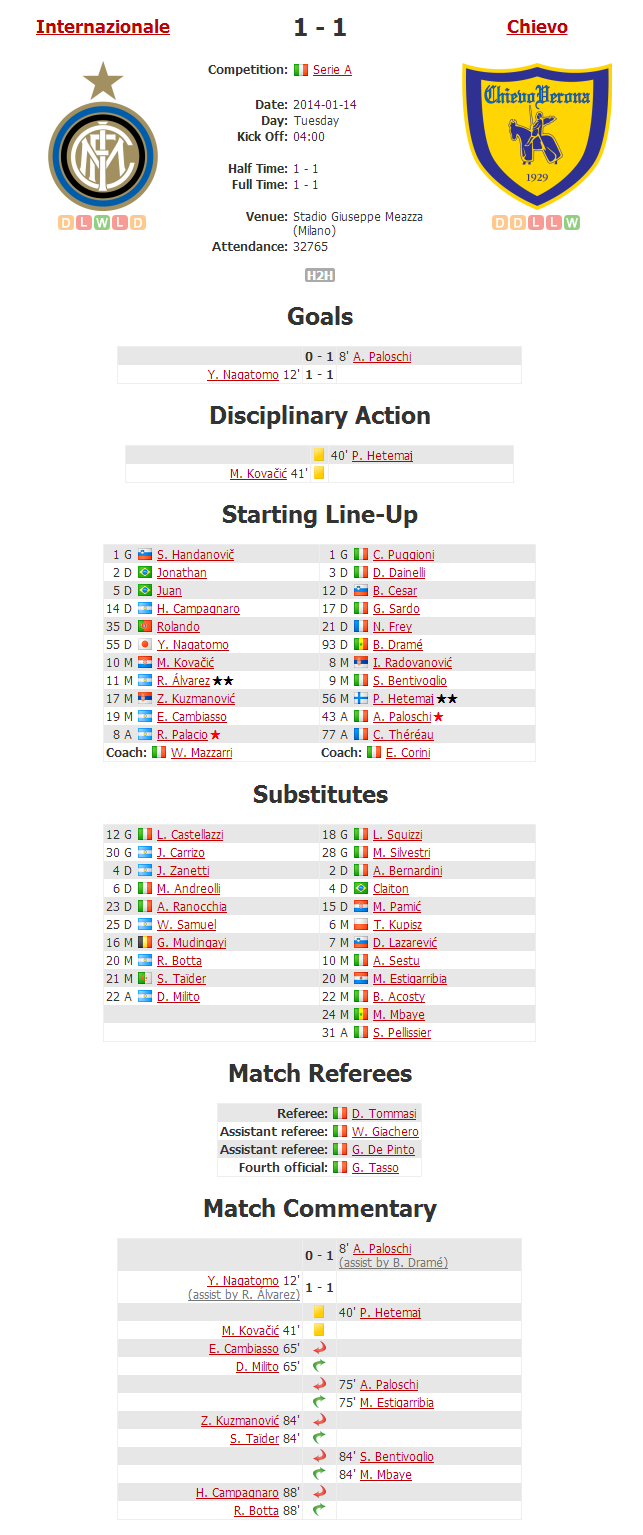 Internazionale 1 - 1 Chievo
Competition: Serie A
Date: 2014-01-14
Day: Tuesday
Kick Off: 04:00
Half Time: 1 - 1
Full Time: 1 - 1
Venue: Stadio Giuseppe Meazza
(Milano)
Attendance: 32765
ChievoVerona
1929
D L W L D
D D L L W
H2H
Goals
0 - 1 8' A. Paloschi
Y. Nagatomo 12' 1 - 1
Disciplinary Action
40' P. Hetemaj
M. Kovačić 41'
Starting Line-Up
1 G S. Handanovič 1 G C. Puggioni
2 D Jonathan 3 D D. Dainelli
5 D Juan 12 D B. Cesar
14 D H. Campagnaro 17 D G. Sardo
35 D Rolando 21 D N. Frey
55 D Y. Nagatomo 93 D B. Dramé
10 M M. Kovačić 8 M I. Radovanović
11 M R. Álvarez 9 M S. Bentivoglio
17 M Z. Kuzmanović 56 M P. Hetemaj
19 M E. Cambiasso 43 A A. Paloschi
8 A R. Palacio 77 A C. Théréau
Coach: W. Mazzarri Coach: E. Corini
Substitutes
12 G L. Castellazzi 18 G L. Squizzi
30 G J. Carrizo 28 G M. Silvestri
4 D J. Zanetti 2 D A. Bernardini
6 D M. Andreolli 4 D Claiton
23 D A. Ranocchia 15 D M. Pamić
25 D W. Samuel 6 M T. Kupisz
16 M G. Mudingayi 7 M D. Lazarević
20 M R. Botta 10 M A. Sestu
21 M S. Taïder 20 M M. Estigarribia
22 A D. Milito 22 M B. Acosty
24 M M. Mbaye
31 A S. Pellissier
Match Referees
Referee: D. Tommasi
Assistant referee: W. Giachero
Assistant referee: G. De Pinto
Fourth official: G. Tasso
Match Commentary
0 - 1 8' A. Paloschi
(assist by B. Dramé)
Y. Nagatomo 12' 1 - 1
(assist by R. Álvarez)
40' P. Hetemaj
M. Kovačić 41'
E. Cambiasso 65'
D. Milito 65'
75' A. Paloschi
75' M. Estigarribia
Z. Kuzmanović 84'
S. Taïder 84'
84' S. Bentivoglio
84' M. Mbaye
H. Campagnaro 88'
R. Botta 88'